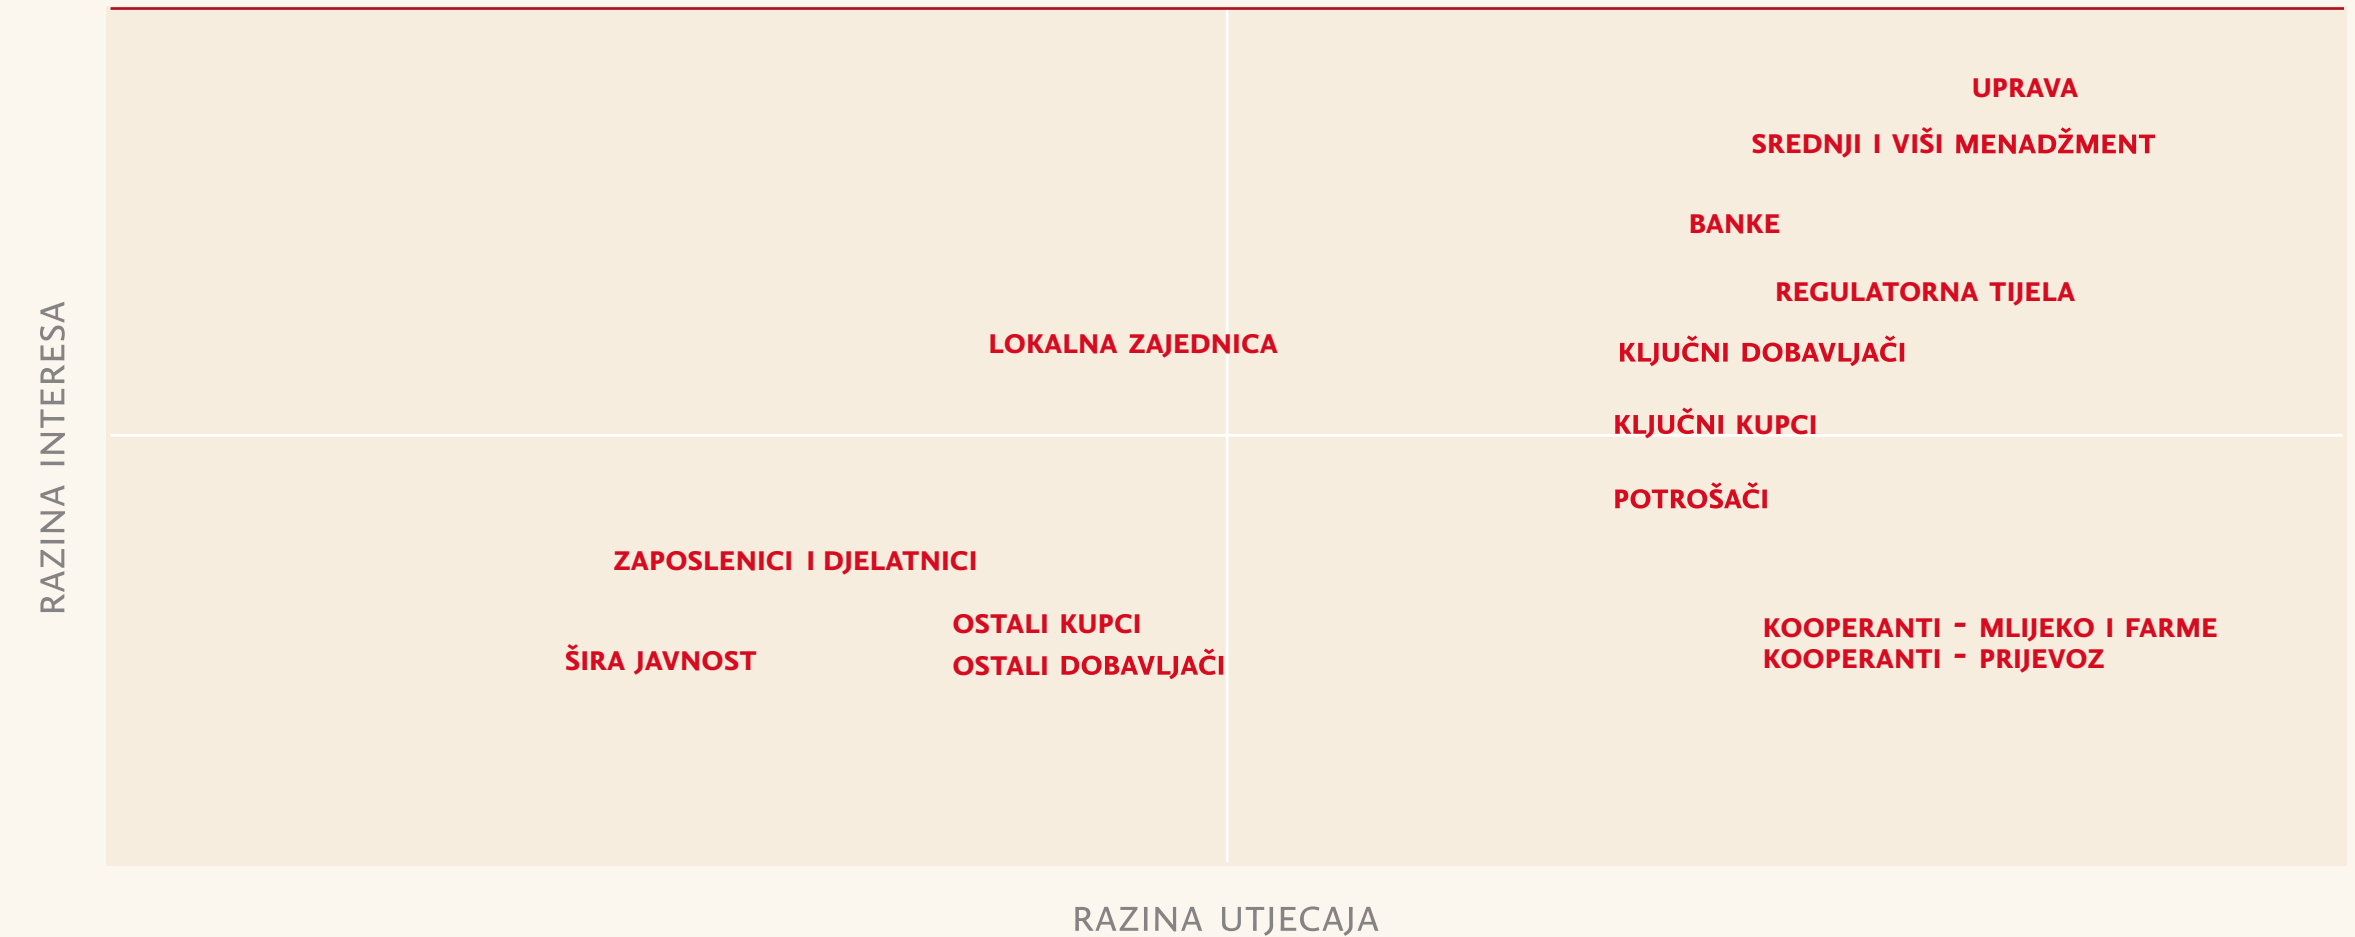 UPRAVA
SREDNJI I VIŠI MENADŽMENT
BANKE
REGULATORNA TIJELA
LOKALNA ZAJEDNICA
KLJUČNI DOBAVLJAČI
KLJUČNI KUPCI
POTROŠAČI
ZAPOSLENICI I DJELATNICI
OSTALI KUPCI
OSTALI DOBAVLJAČI
ŠIRA JAVNOST
KOOPERANTI - MLIJEKO I FARME
KOOPERANTI - PRIJEVOZ
RAZINA INTERESA
RAZINA UTJECAJA